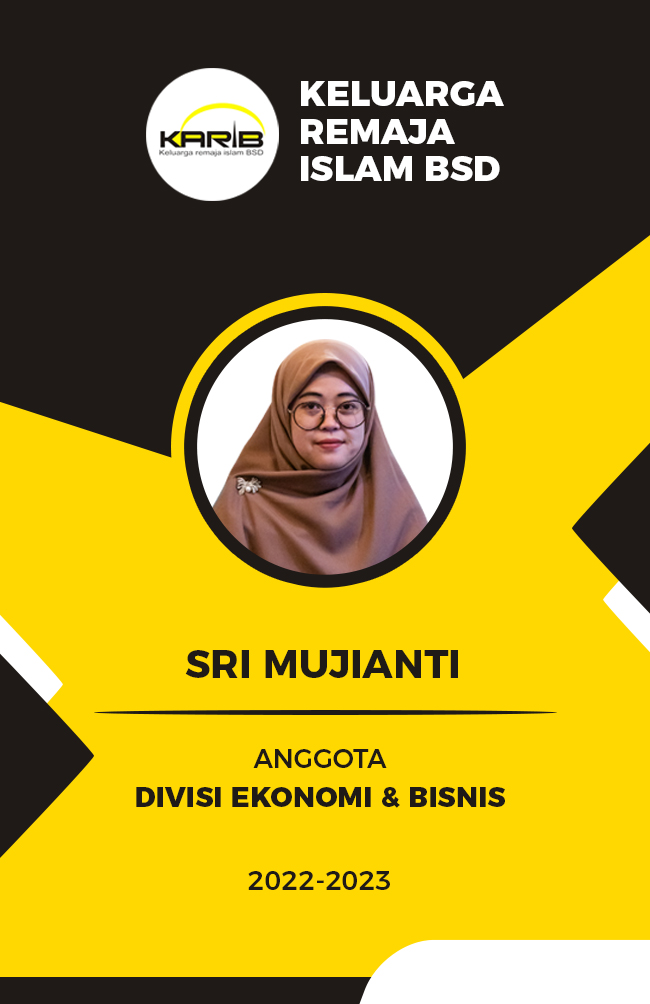 KARIB
Keluarga remaja islam BSD
KELUARGA
REMAJA
ISLAM BSD
SRI MUJIANTI
ANGGOTA
DIVISI EKONOMI & BISNIS
2022-2023